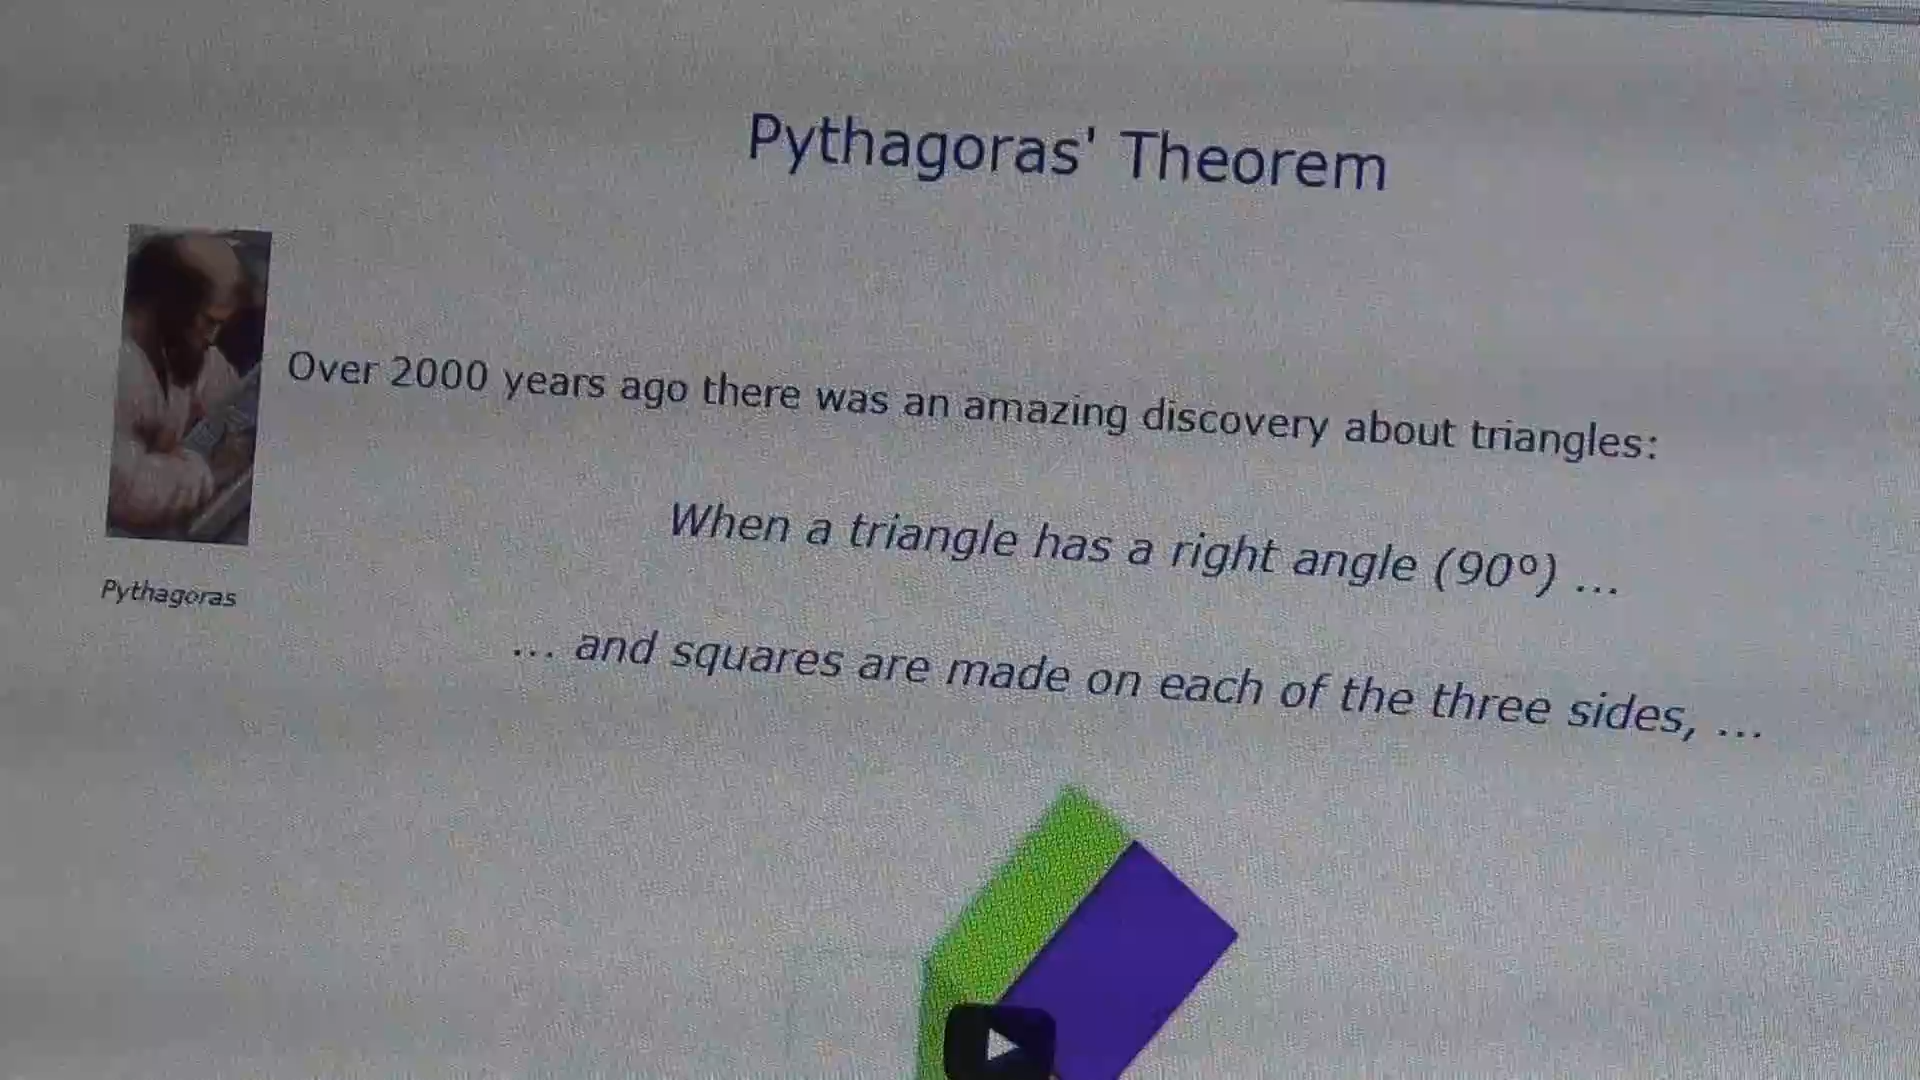 Pythagoras' Theorem
Over 2000 years ago there was an amazing discovery about triangles:
When a triangle has a right angle (90°) ...
Pythagoras
... and squares are made on each of the three sides, ...